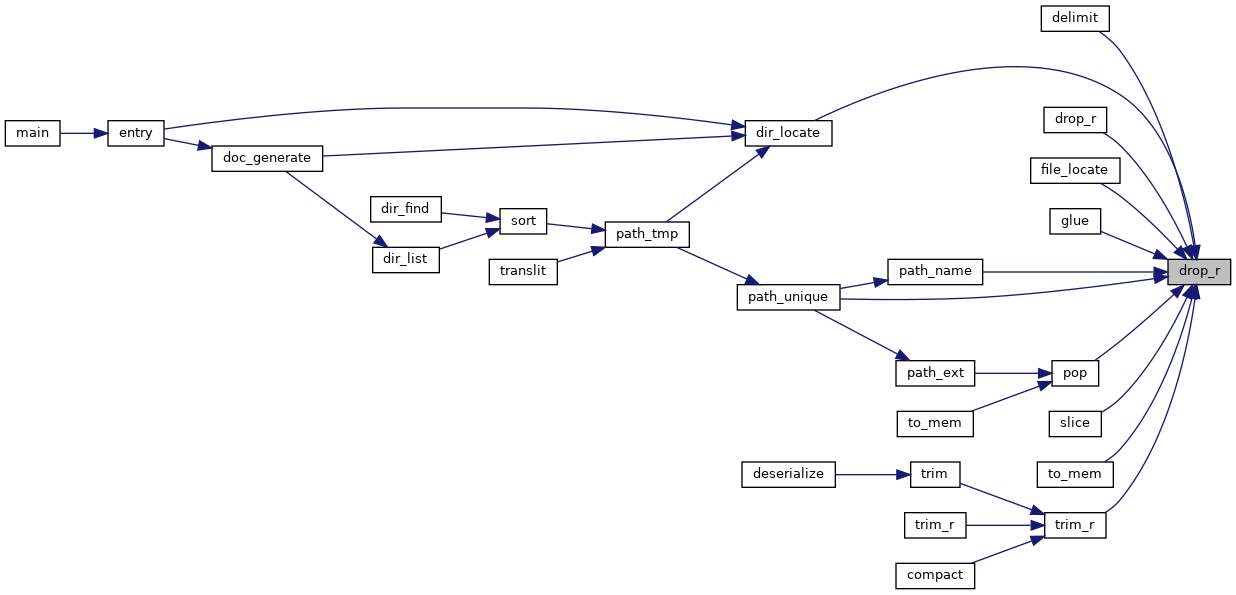 delimit
drop_r
main
entry
dir_locate
doc_generate
file_locate
dir_find
sort
glue
path_tmp
dir_list
translit
path_name
drop_r
path_unique
path_ext
pop
to_mem
slice
deserialize
trim
to_mem
trim_r
trim_r
compact